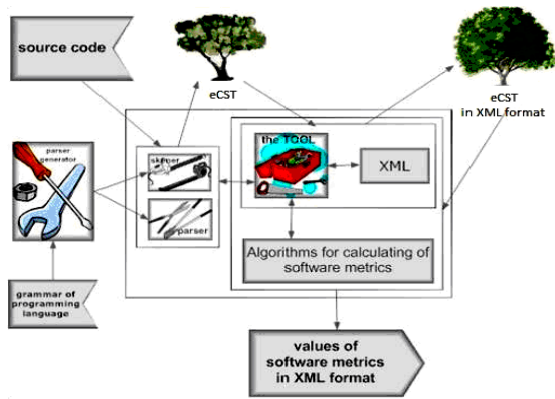 source code
eCST
eCST
in XML format
parser
generator
the TOOL
XML
parser
Algorithms for calculating of
software metrics
grammar of
programming
language
values of
software metrics
in XML format